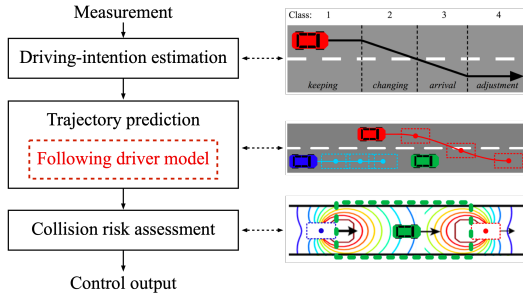 Measurement
Driving-intention estimation
Trajectory prediction
Following driver model
Collision risk assessment
Control output
Class: 1 2 3 4
keeping changing arrival adjustment